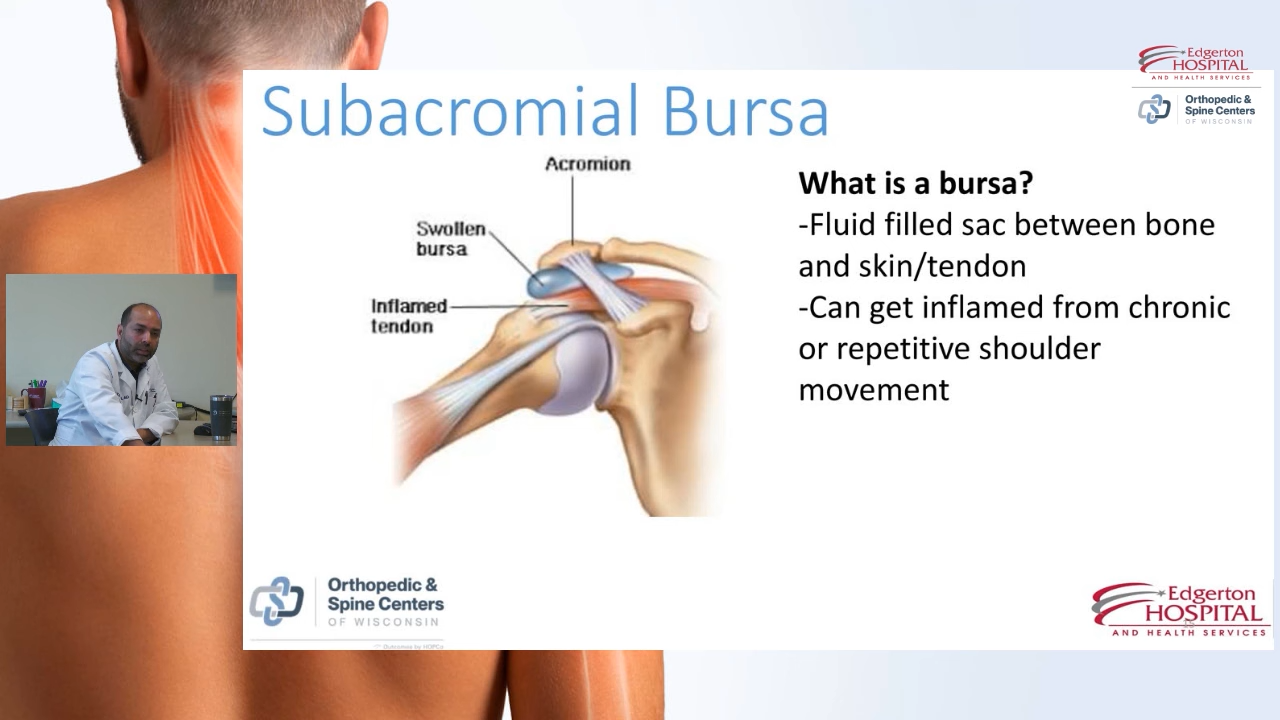 Edgerton
HOSPITAL
AND HEALTH SERVICES
Orthopedic &
Spine Centers
OF WISCONSIN
Subacromial Bursa
Acromion
Swollen
bursa
Inflamed
tendon
What is a bursa?
-Fluid filled sac between bone
and skin/tendon
-Can get inflamed from chronic
or repetitive shoulder
movement
Orthopedic &
Spine Centers
OF WISCONSIN
Edgerton
HOSPITAL
AND HEALTH SERVICES